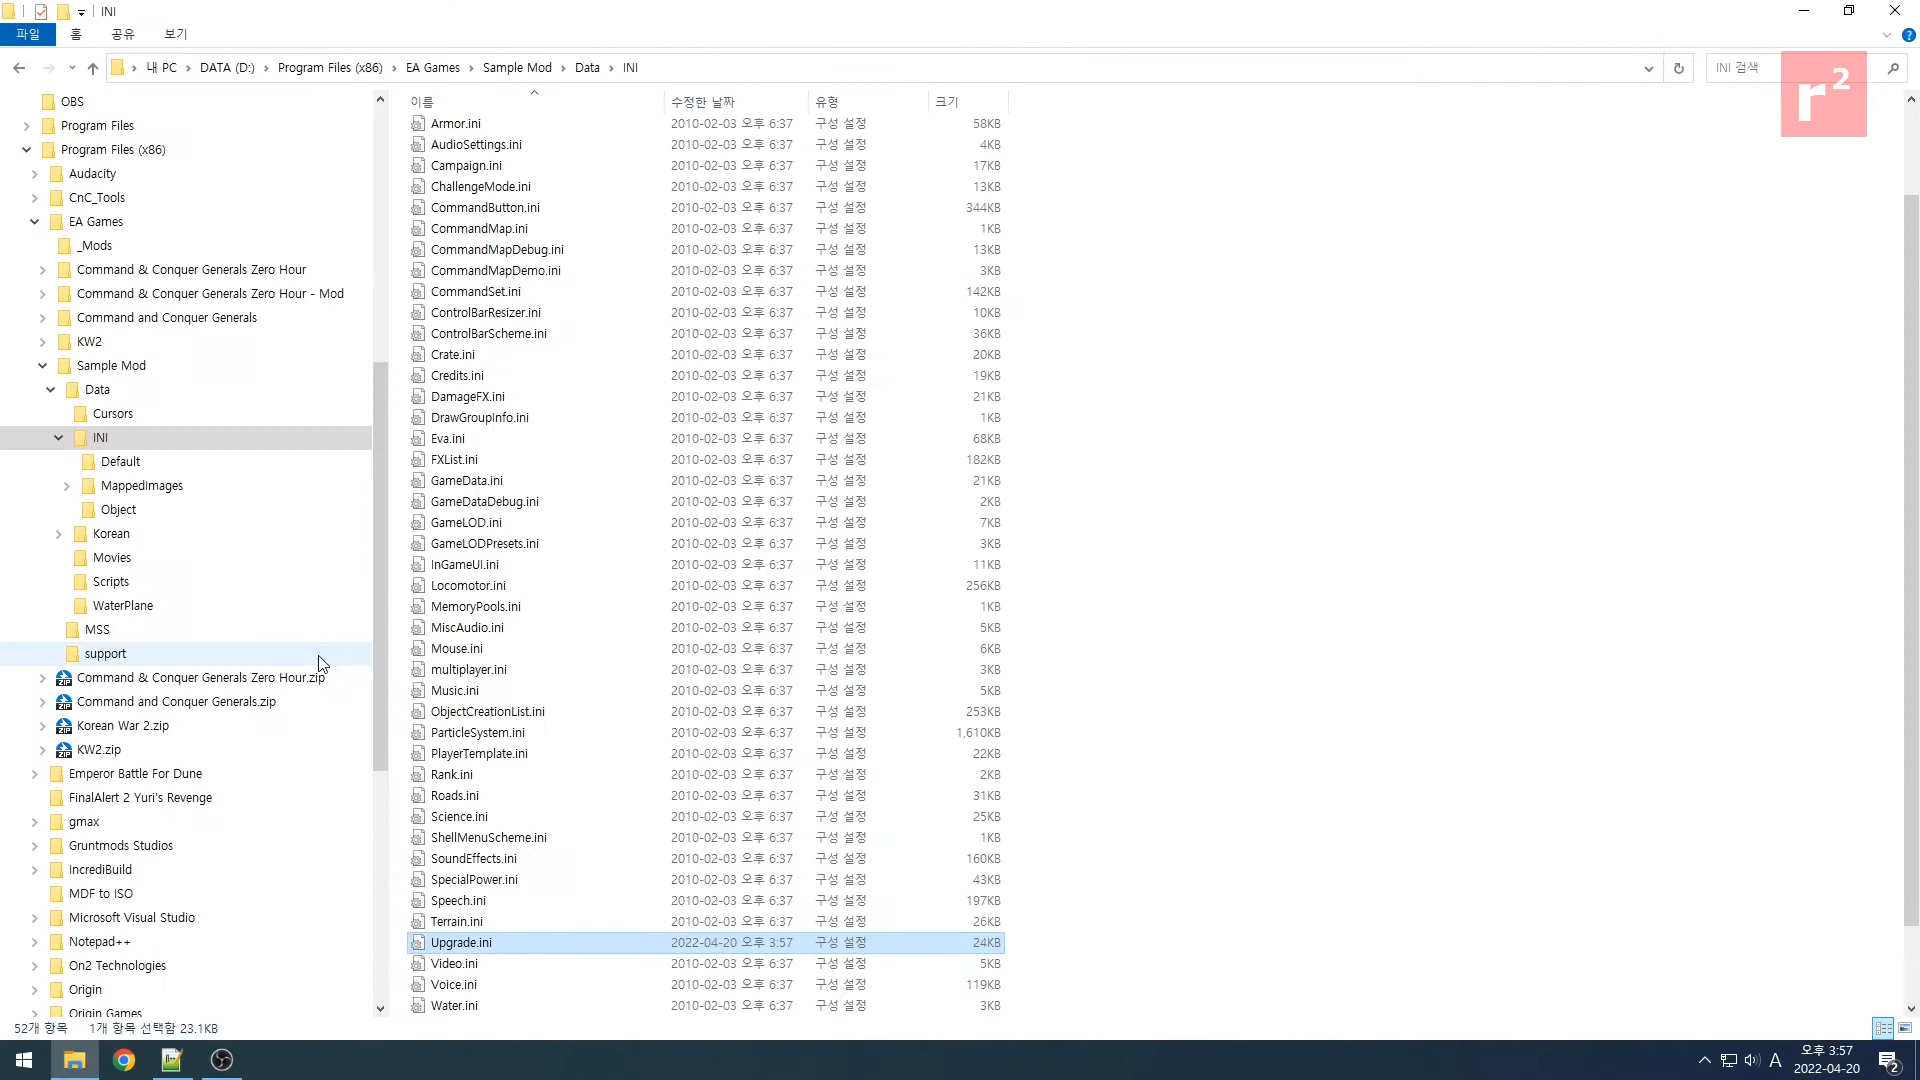 INI
파일 홈 공유 보기
내 PC DATA (D:) Program Files (x86) EA Games Sample Mod Data INI
INI 검색
r²
OBS
Program Files
Program Files (x86)
Audacity
CnC_Tools
EA Games
_Mods
Command & Conquer Generals Zero Hour
Command & Conquer Generals Zero Hour - Mod
Command and Conquer Generals
KW2
Sample Mod
Data
Cursors
INI
Default
MappedImages
Object
Korean
Movies
Scripts
WaterPlane
MSS
support
Command & Conquer Generals Zero Hour.zip
Command and Conquer Generals.zip
Korean War 2.zip
KW2.zip
Emperor Battle For Dune
FinalAlert 2 Yuri's Revenge
gmax
Gruntmods Studios
IncrediBuild
MDF to ISO
Microsoft Visual Studio
Notepad++
On2 Technologies
Origin
Origin Games
이름 수정한 날짜 유형 크기
Armor.ini 2010-02-03 오후 6:37 구성 설정 58KB
AudioSettings.ini 2010-02-03 오후 6:37 구성 설정 4KB
Campaign.ini 2010-02-03 오후 6:37 구성 설정 17KB
ChallengeMode.ini 2010-02-03 오후 6:37 구성 설정 13KB
CommandButton.ini 2010-02-03 오후 6:37 구성 설정 344KB
CommandMap.ini 2010-02-03 오후 6:37 구성 설정 1KB
CommandMapDebug.ini 2010-02-03 오후 6:37 구성 설정 13KB
CommandMapDemo.ini 2010-02-03 오후 6:37 구성 설정 3KB
CommandSet.ini 2010-02-03 오후 6:37 구성 설정 142KB
ControlBarResizer.ini 2010-02-03 오후 6:37 구성 설정 10KB
ControlBarScheme.ini 2010-02-03 오후 6:37 구성 설정 36KB
Crate.ini 2010-02-03 오후 6:37 구성 설정 20KB
Credits.ini 2010-02-03 오후 6:37 구성 설정 19KB
DamageFX.ini 2010-02-03 오후 6:37 구성 설정 21KB
DrawGroupInfo.ini 2010-02-03 오후 6:37 구성 설정 1KB
Eva.ini 2010-02-03 오후 6:37 구성 설정 68KB
FXList.ini 2010-02-03 오후 6:37 구성 설정 182KB
GameData.ini 2010-02-03 오후 6:37 구성 설정 21KB
GameDataDebug.ini 2010-02-03 오후 6:37 구성 설정 2KB
GameLOD.ini 2010-02-03 오후 6:37 구성 설정 7KB
GameLODPresets.ini 2010-02-03 오후 6:37 구성 설정 3KB
InGameUI.ini 2010-02-03 오후 6:37 구성 설정 11KB
Locomotor.ini 2010-02-03 오후 6:37 구성 설정 256KB
MemoryPools.ini 2010-02-03 오후 6:37 구성 설정 1KB
MiscAudio.ini 2010-02-03 오후 6:37 구성 설정 5KB
Mouse.ini 2010-02-03 오후 6:37 구성 설정 6KB
multiplayer.ini 2010-02-03 오후 6:37 구성 설정 3KB
Music.ini 2010-02-03 오후 6:37 구성 설정 5KB
ObjectCreationList.ini 2010-02-03 오후 6:37 구성 설정 253KB
ParticleSystem.ini 2010-02-03 오후 6:37 구성 설정 1,610KB
PlayerTemplate.ini 2010-02-03 오후 6:37 구성 설정 22KB
Rank.ini 2010-02-03 오후 6:37 구성 설정 2KB
Roads.ini 2010-02-03 오후 6:37 구성 설정 31KB
Science.ini 2010-02-03 오후 6:37 구성 설정 25KB
ShellMenuScheme.ini 2010-02-03 오후 6:37 구성 설정 1KB
SoundEffects.ini 2010-02-03 오후 6:37 구성 설정 160KB
SpecialPower.ini 2010-02-03 오후 6:37 구성 설정 43KB
Speech.ini 2010-02-03 오후 6:37 구성 설정 197KB
Terrain.ini 2010-02-03 오후 6:37 구성 설정 26KB
Upgrade.ini 2022-04-20 오후 3:57 구성 설정 24KB
Video.ini 2010-02-03 오후 6:37 구성 설정 5KB
Voice.ini 2010-02-03 오후 6:37 구성 설정 119KB
Water.ini 2010-02-03 오후 6:37 구성 설정 3KB
52개 항목 1개 항목 선택함 23.1KB
A
오후 3:57
2022-04-20
2